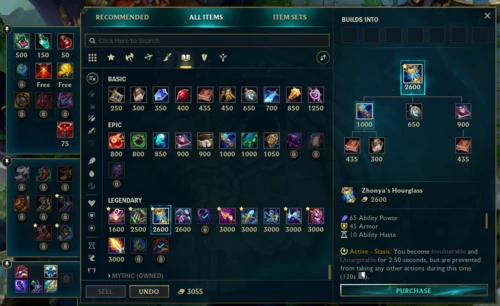 RECOMMENDED ALL ITEMS ITEM SETS
BUILDS INTO
Click Here to Search
500 150 50
Free Free
75
BASIC
250 300 350 400 435 450 650 700 850 1250
EPIC
800 800 850 900 900 1000 1000 1050
LEGENDARY
1600 2500 2600 2600 3000 3000 3000 3000 3000
3000
MYTHIC (OWNED)
SELL UNDO 3055
2600
1000 650 900
435 300 435
Zhonya's Hourglass
2600
65 Ability Power
45 Armor
10 Ability Haste
Active - Stasis: You become Invulnerable and
Untargetable for 2.50 seconds, but are prevented
from taking any other actions during this time
(120s
PURCHASE